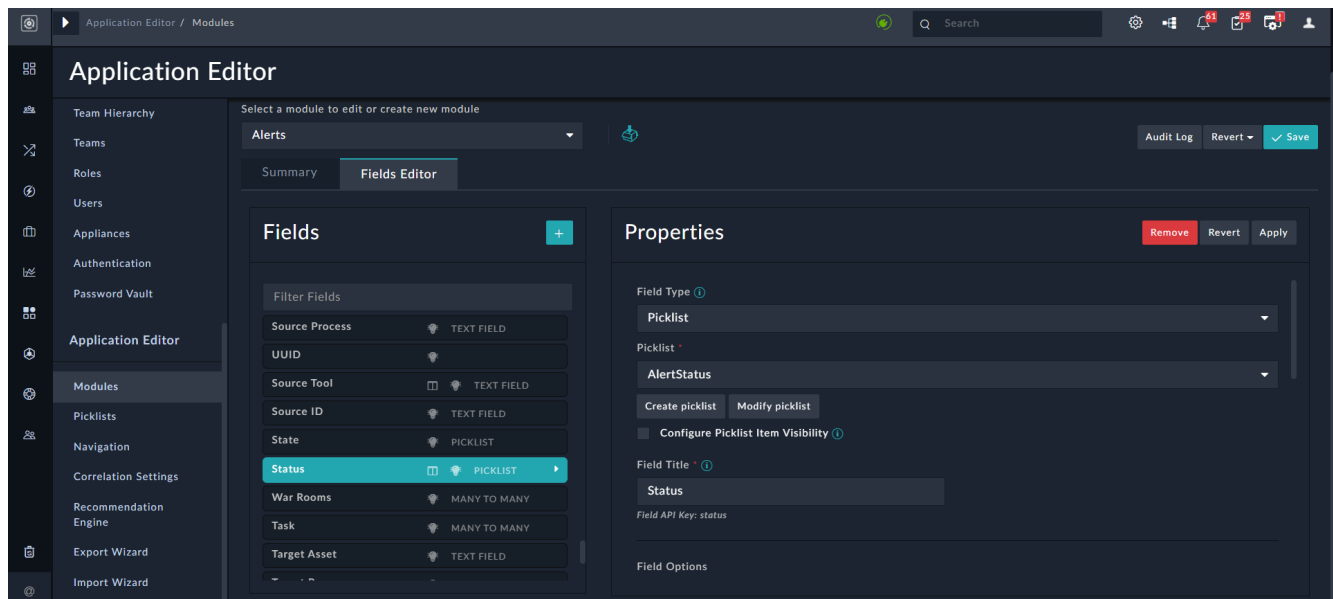 Application Editor / Modules
Search
61
25
1
Application Editor
Team Hierarchy
Teams
Roles
Users
Appliances
Authentication
Password Vault
Application Editor
Modules
Picklists
Navigation
Correlation Settings
Recommendation
Engine
Export Wizard
Import Wizard
@
Select a module to edit or create new module
Alerts
Audit Log
Revert
Save
Summary
Fields Editor
Fields
+
Filter Fields
Source Process TEXT FIELD
UUID
Source Tool TEXT FIELD
Source ID TEXT FIELD
State PICKLIST
Status PICKLIST
War Rooms MANY TO MANY
Task MANY TO MANY
Target Asset TEXT FIELD
Properties
Remove
Revert
Apply
Field Type
Picklist
Picklist *
AlertStatus
Create picklist
Modify picklist
Configure Picklist Item Visibility
Field Title *
Status
Field API Key: status
Field Options